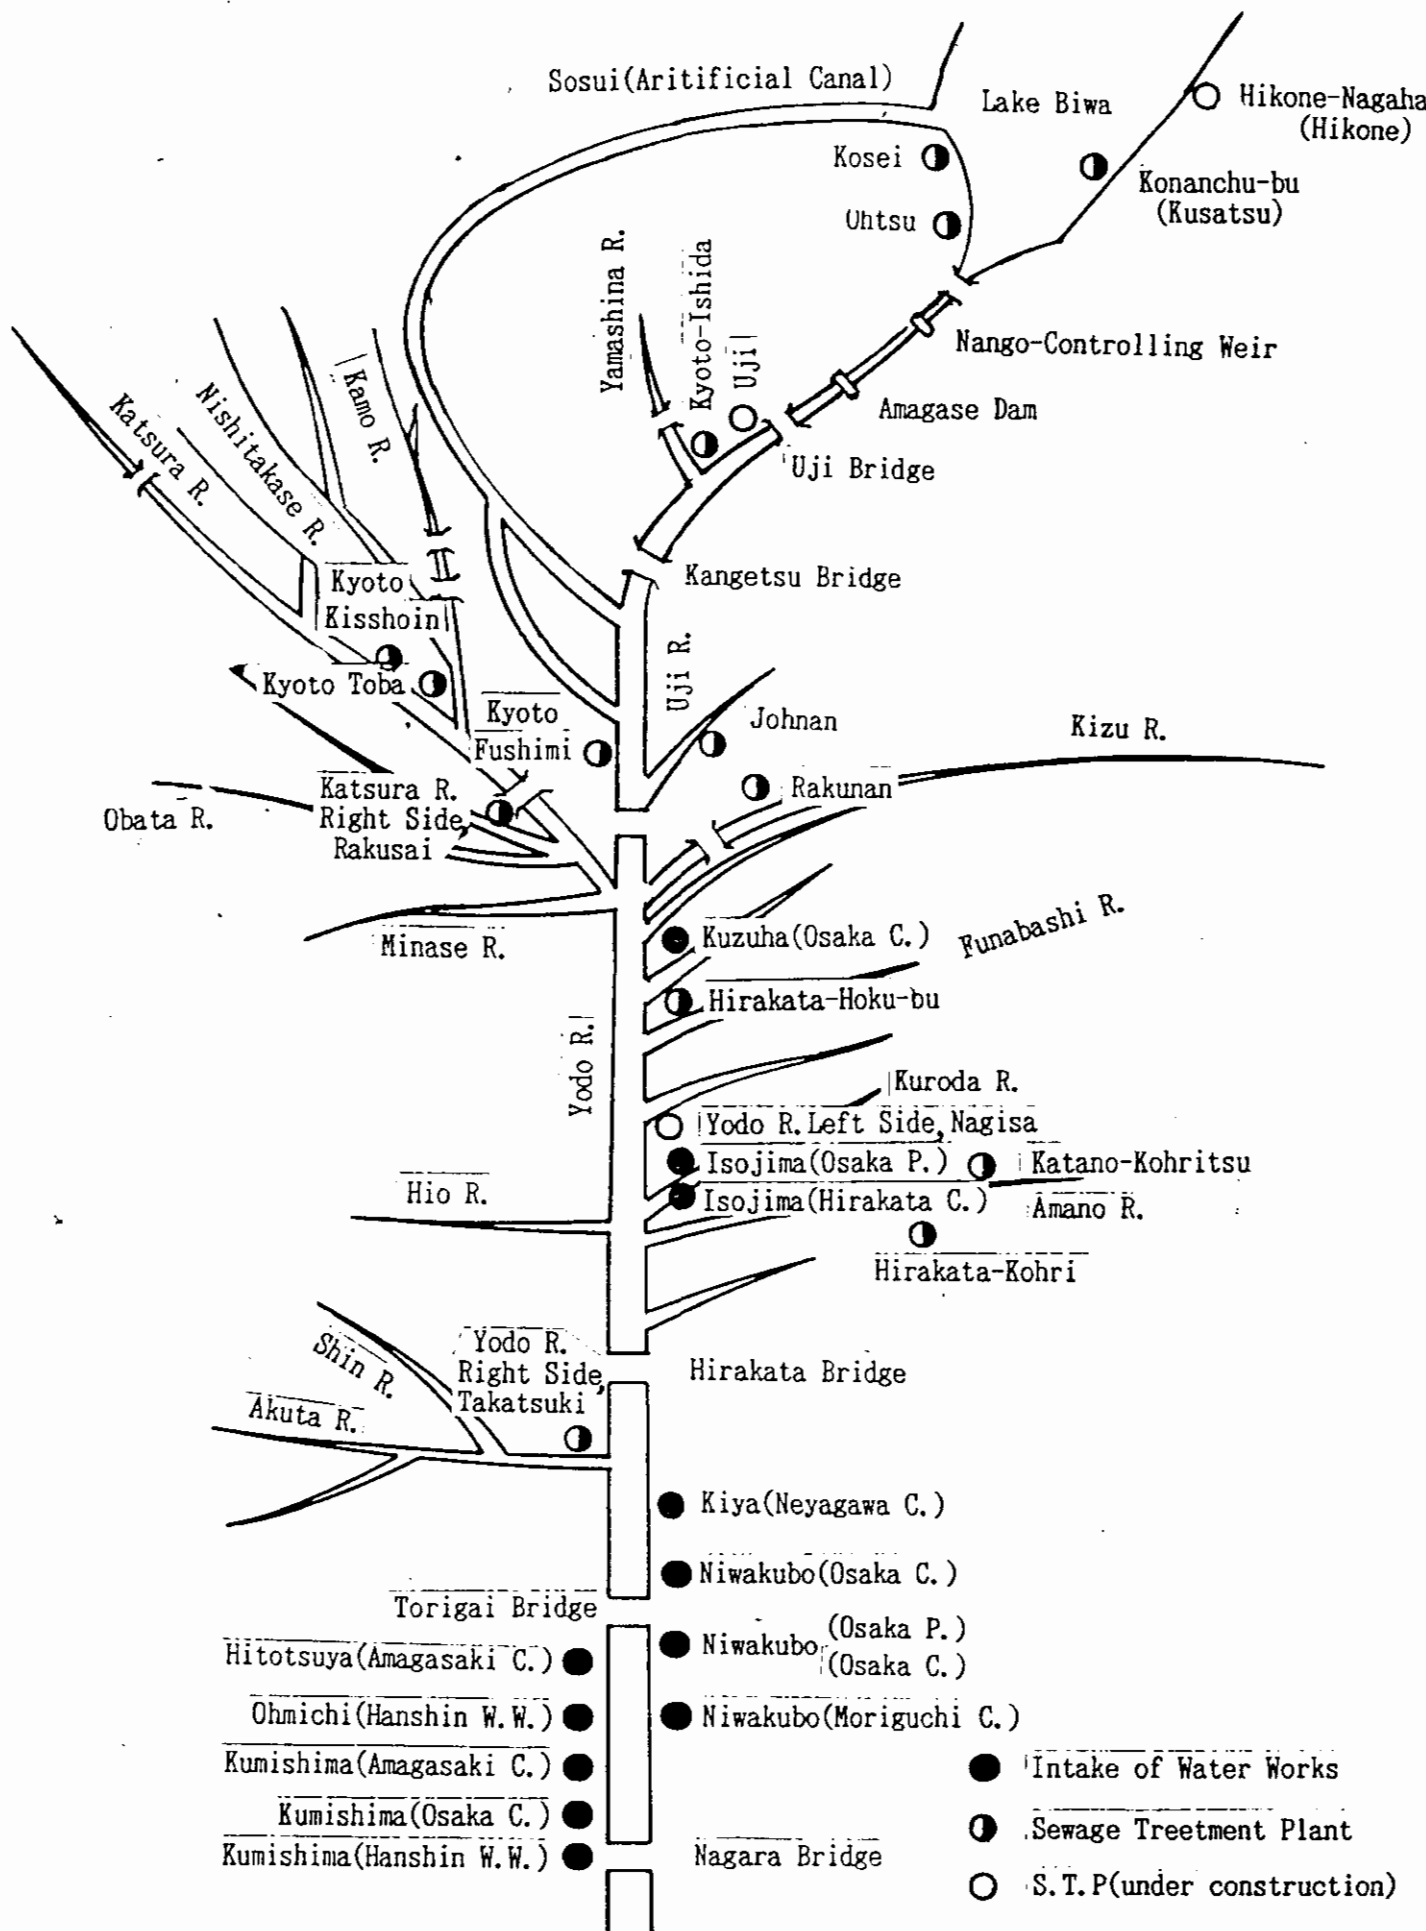 Sosui(Aritificial Canal)
Lake Biwa
Hikone-Nagaha
(Hikone)
Kosei
Konanchu-bu
(Kusatsu)
Ohtsu
Yamashina R.
Kyoto-Ishida
Uji
Nango-Controlling Weir
Amagase Dam
Uji Bridge
Katsura R.
Nishitakase R.
Kamo R.
Kangetsu Bridge
Kyoto
Kisshoin
Kyoto Toba
Uji R.
Kyoto
Fushimi
Johnan
Kizu R.
Rakunan
Katsura R.
Right Side,
Rakusai
Obata R.
Minase R.
Kuzuha(Osaka C.)
Funabashi R.
Hirakata-Hoku-bu
Yodo R.
Kuroda R.
Yodo R.Left Side,Nagisa
Isojima(Osaka P.)
Katano-Kohritsu
Hio R.
Isojima(Hirakata C.)
Amano R.
Hirakata-Kohri
Shin R.
Yodo R.
Right Side,
Takatsuki
Hirakata Bridge
Akuta R.
Kiya(Neyagawa C.)
Niwakubo(Osaka C.)
Torigai Bridge
Niwakubo
(Osaka P.)
(Osaka C.)
Hitotsuya(Amagasaki C.)
Ohmichi(Hanshin W.W.)
Niwakubo(Moriguchi C.)
Kumishima(Amagasaki C.)
Kumishima(Osaka C.)
Kumishima(Hanshin W.W.)
Nagara Bridge
Intake of Water Works
Sewage Treetment Plant
S.T.P(under construction)